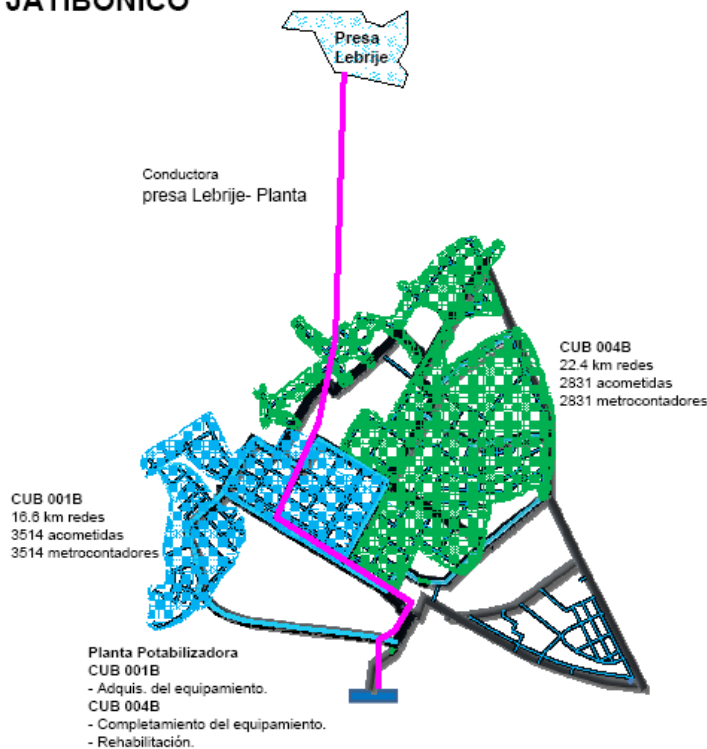 JATIBONICO
Presa
Lebrije
Conductora
presa Lebrije- Planta
CUB 004B
22.4 km redes
2831 acometidas
2831 metrocontadores
CUB 001B
16.6 km redes
3514 acometidas
3514 metrocontadores
Planta Potabilizadora
CUB 001B
- Adquis. del equipamiento.
CUB 004B
- Completamiento del equipamiento.
- Rehabilitación.